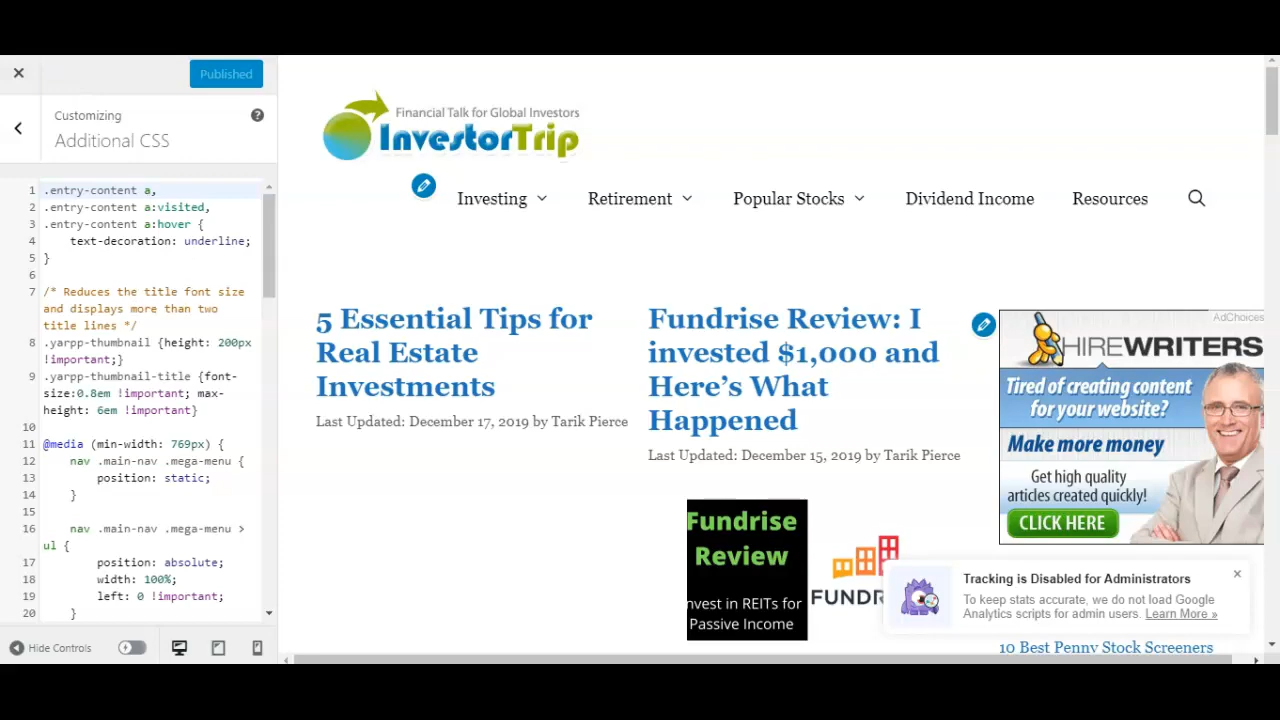 Published
Customizing
Additional CSS
1 .entry-content a,
2 .entry-content a:visited,
3 .entry-content a:hover {
4 text-decoration: underline;
5 }
6
7 /* Reduces the title font size
and displays more than two
title lines */
8 .yarpp-thumbnail {height: 200px
!important;}
9 .yarpp-thumbnail-title {font-
size:0.8em !important; max-
height: 6em !important}
10
11 @media (min-width: 769px) {
12 nav .main-nav .mega-menu {
13 position: static;
14 }
15
16 nav .main-nav .mega-menu >
ul {
17 position: absolute;
18 width: 100%;
19 left: 0 !important;
20 }
Hide Controls
Financial Talk for Global Investors
InvestorTrip
Investing Retirement Popular Stocks Dividend Income Resources
5 Essential Tips for
Real Estate
Investments
Last Updated: December 17, 2019 by Tarik Pierce
Fundrise Review: I
invested $1,000 and
Here's What
Happened
Last Updated: December 15, 2019 by Tarik Pierce
Fundrise
Review
nvest in REITs for
Passive Income
FUNDR
AdChoices
HIREWRITERS
Tired of creating content
for your website?
Make more money
Get high quality
articles created quickly!
CLICK HERE
Tracking is Disabled for Administrators
To keep stats accurate, we do not load Google
Analytics scripts for admin users. Learn More »
10 Best Penny Stock Screeners